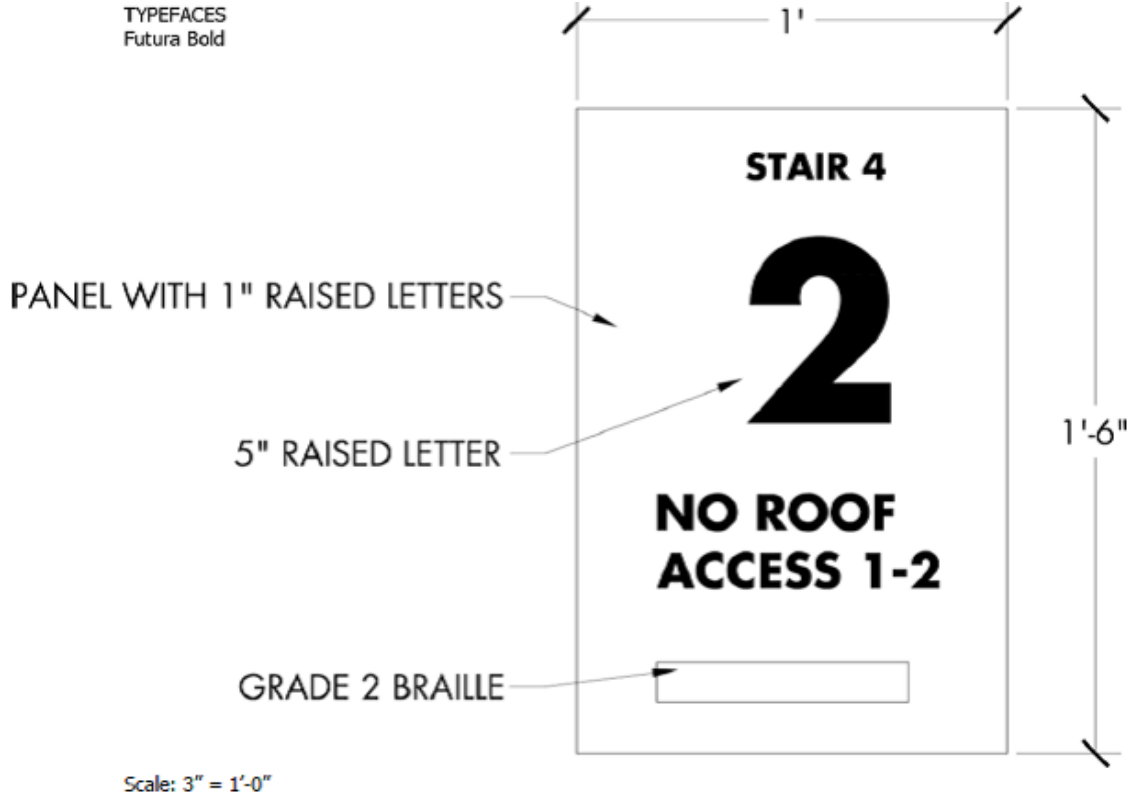 TYPEFACES
Futura Bold
1'
STAIR 4
2
PANEL WITH 1" RAISED LETTERS
5" RAISED LETTER
1'-6"
NO ROOF
ACCESS 1-2
GRADE 2 BRAILLE
Scale: 3" = 1'-0"